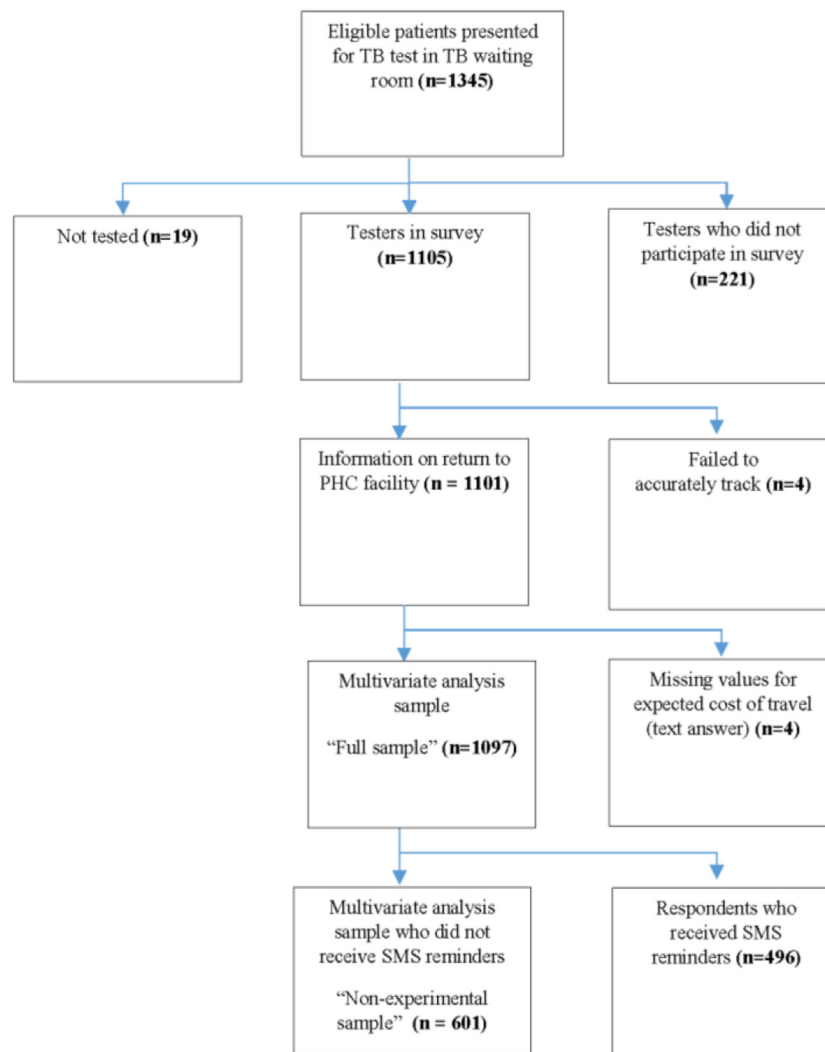 Eligible patients presented
for TB test in TB waiting
room (n=1345)
Not tested (n=19)
Testers in survey
(n=1105)
Testers who did not
participate in survey
(n=221)
Information on return to
PHC facility (n = 1101)
Failed to
accurately track (n=4)
Multivariate analysis
sample
“Full sample” (n=1097)
Missing values for
expected cost of travel
(text answer) (n=4)
Multivariate analysis
sample who did not
receive SMS reminders
“Non-experimental
sample” (n = 601)
Respondents who
received SMS
reminders (n=496)